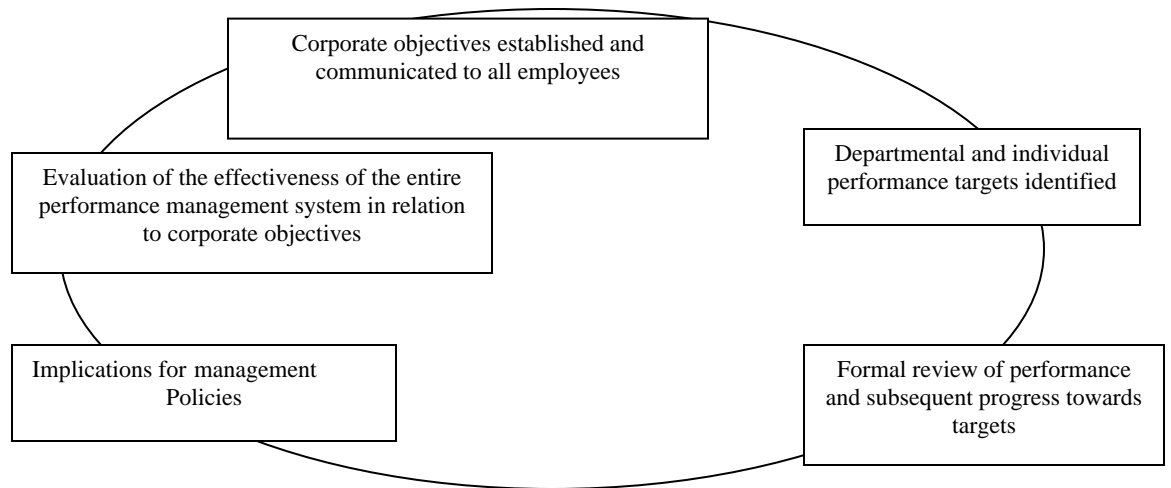 Corporate objectives established and
communicated to all employees
Departmental and individual
performance targets identified
Evaluation of the effectiveness of the entire
performance management system in relation
to corporate objectives
Implications for management
Policies
Formal review of performance
and subsequent progress towards
targets